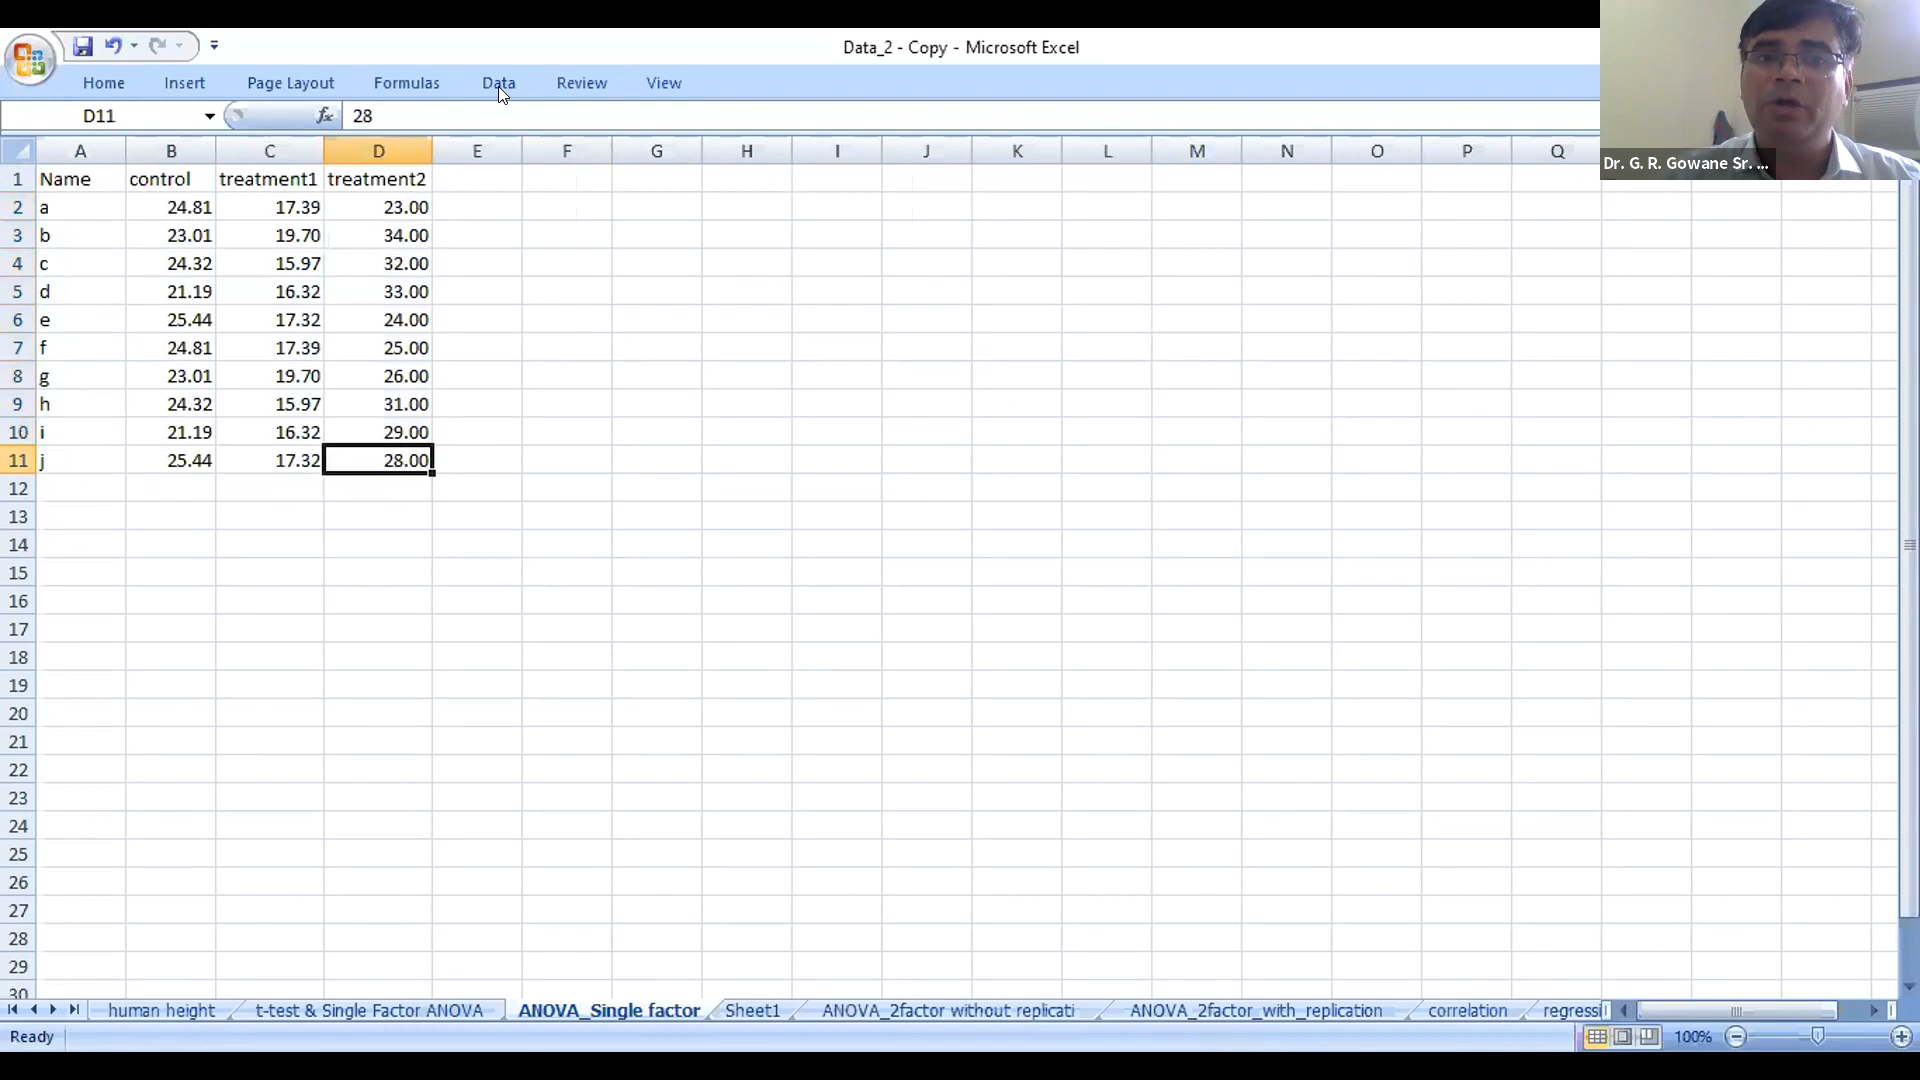 Data_2 - Copy - Microsoft Excel
Home Insert Page Layout Formulas Data Review View
D11 fx 28
A B C D E F G H I J K L M N O P Q
Dr. G. R. Gowane Sr. ...
1 Name control treatment1 treatment2
2 a 24.81 17.39 23.00
3 b 23.01 19.70 34.00
4 c 24.32 15.97 32.00
5 d 21.19 16.32 33.00
6 e 25.44 17.32 24.00
7 f 24.81 17.39 25.00
8 g 23.01 19.70 26.00
9 h 24.32 15.97 31.00
10 i 21.19 16.32 29.00
11 j 25.44 17.32 28.00
12
13
14
15
16
17
18
19
20
21
22
23
24
25
26
27
28
29
30
human height t-test & Single Factor ANOVA ANOVA_Single factor Sheet1 ANOVA_2factor without replicati ANOVA_2factor_with_replication correlation regressi
Ready 100%